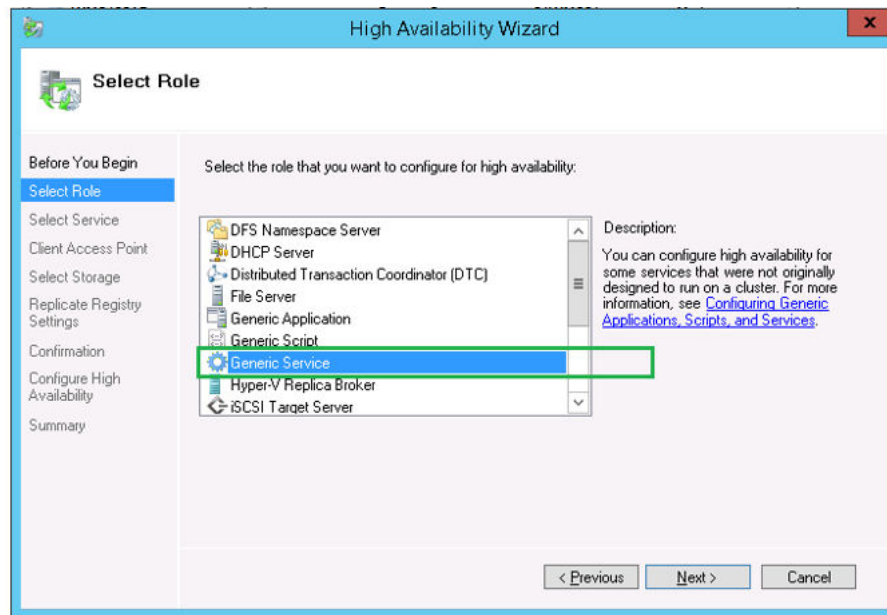 High Availability Wizard
x
Select Role
Before You Begin
Select Role
Select Service
Client Access Point
Select Storage
Replicate Registry
Settings
Confirmation
Configure High
Availability
Summary
Select the role that you want to configure for high availability:
DFS Namespace Server
DHCP Server
Distributed Transaction Coordinator (DTC)
File Server
Generic Application
Generic Script
Generic Service
Hyper-V Replica Broker
iSCSI Target Server
Description:
You can configure high availability for
some services that were not originally
designed to run on a cluster. For more
information, see Configuring Generic
Applications, Scripts, and Services.
< Previous
Next >
Cancel